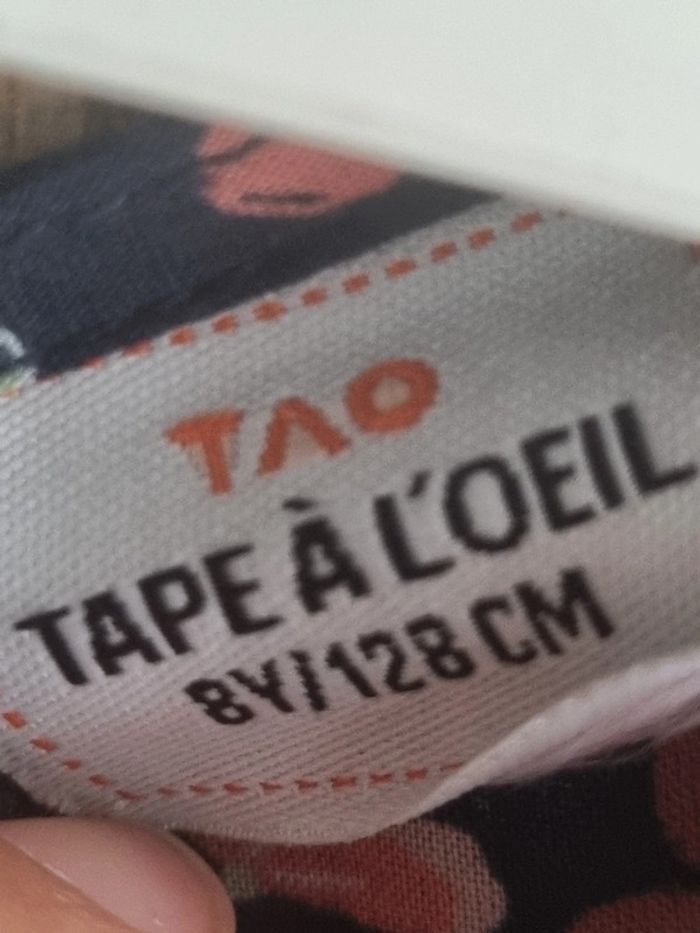 TAO
TAPE À L'OEIL
8Y/128 CM